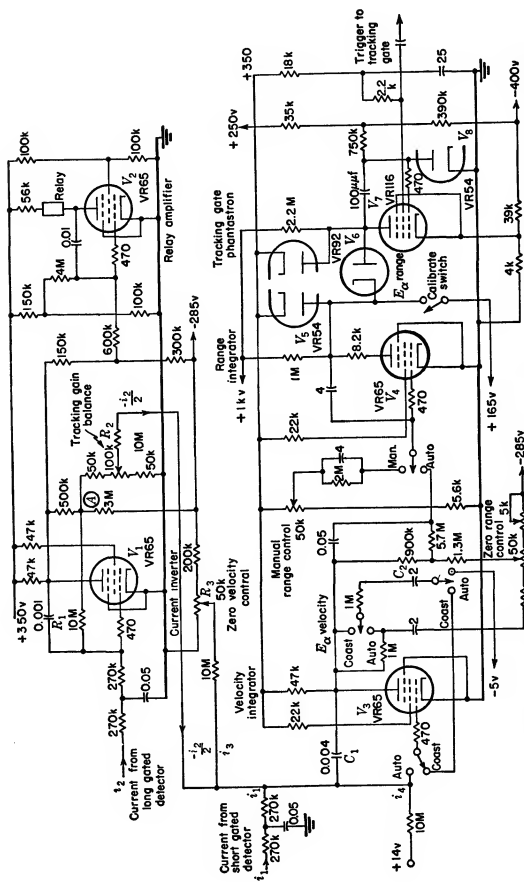 +350v
47k
47k
0.001
R₁
10M
270k
270k
i₂
Current from
long gated
detector
0.05
470
V₁
VR65
Current inverter
500k
Ⓐ
3M
200k
R₃
50k
Zero velocity
control
Tracking gain
balance
50k
100k
R₂
50k
10M
-i₂/2
150k
600k
300k
-285v
150k
4M
100k
0.01
470
56k
Relay
V₂
VR65
Relay amplifier
100k
100k
-i₂/2
i₃
10M
Current from
short gated
detector
i₁
270k
0.05
270k
i₁
+14v
10M
i₄
Auto
Coast
470
0.004
C₁
Velocity
integrator
22k
47k
V₃
VR65
Eα velocity
Coast
Auto
1M
1M
2
C₂
2
Coast
Auto
-5v
0.05
900k
5.7M
1.3M
Manual
range control
50k
2M
4
Man.
Auto
5.6k
Zero range
control 5k
50k
-285v
Range
integrator
+1kv
22k
1M
4
8.2k
470
VR65
V₄
V₅
VR54
Eα range
Calibrate
switch
+165v
Tracking gate
phantastron
2.2M
VR92
V₆
100μμf
V₇
VR116
470
750k
V₈
VR54
+250v
35k
390k
4k
39k
-400v
+350
18k
2.2
k
25
Trigger to
tracking
gate